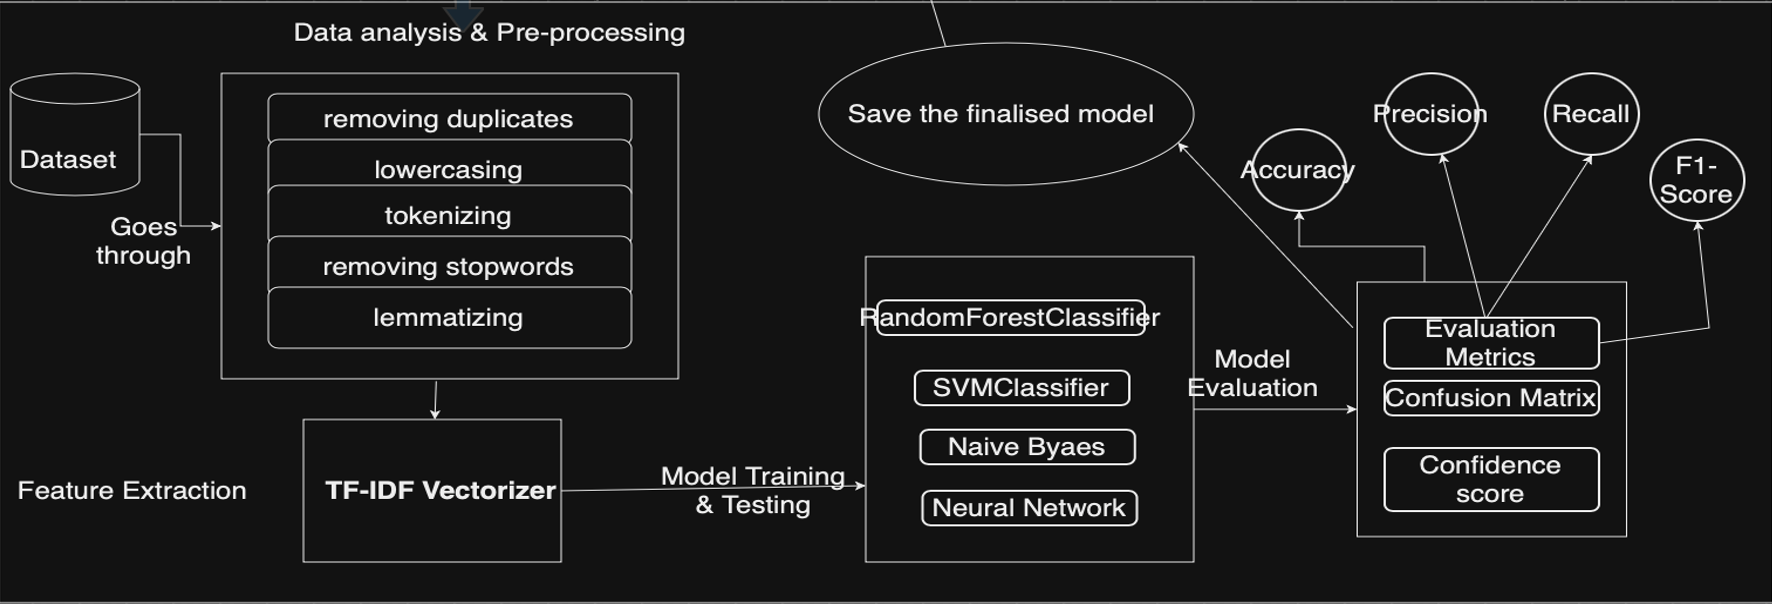 Data analysis & Pre-processing
Dataset
Goes
through
removing duplicates
lowercasing
tokenizing
removing stopwords
lemmatizing
Feature Extraction
TF-IDF Vectorizer
Model Training
& Testing
RandomForestClassifier
SVMClassifier
Naive Byaes
Neural Network
Model
Evaluation
Evaluation
Metrics
Confusion Matrix
Confidence
score
Save the finalised model
Accuracy
Precision
Recall
F1-
Score